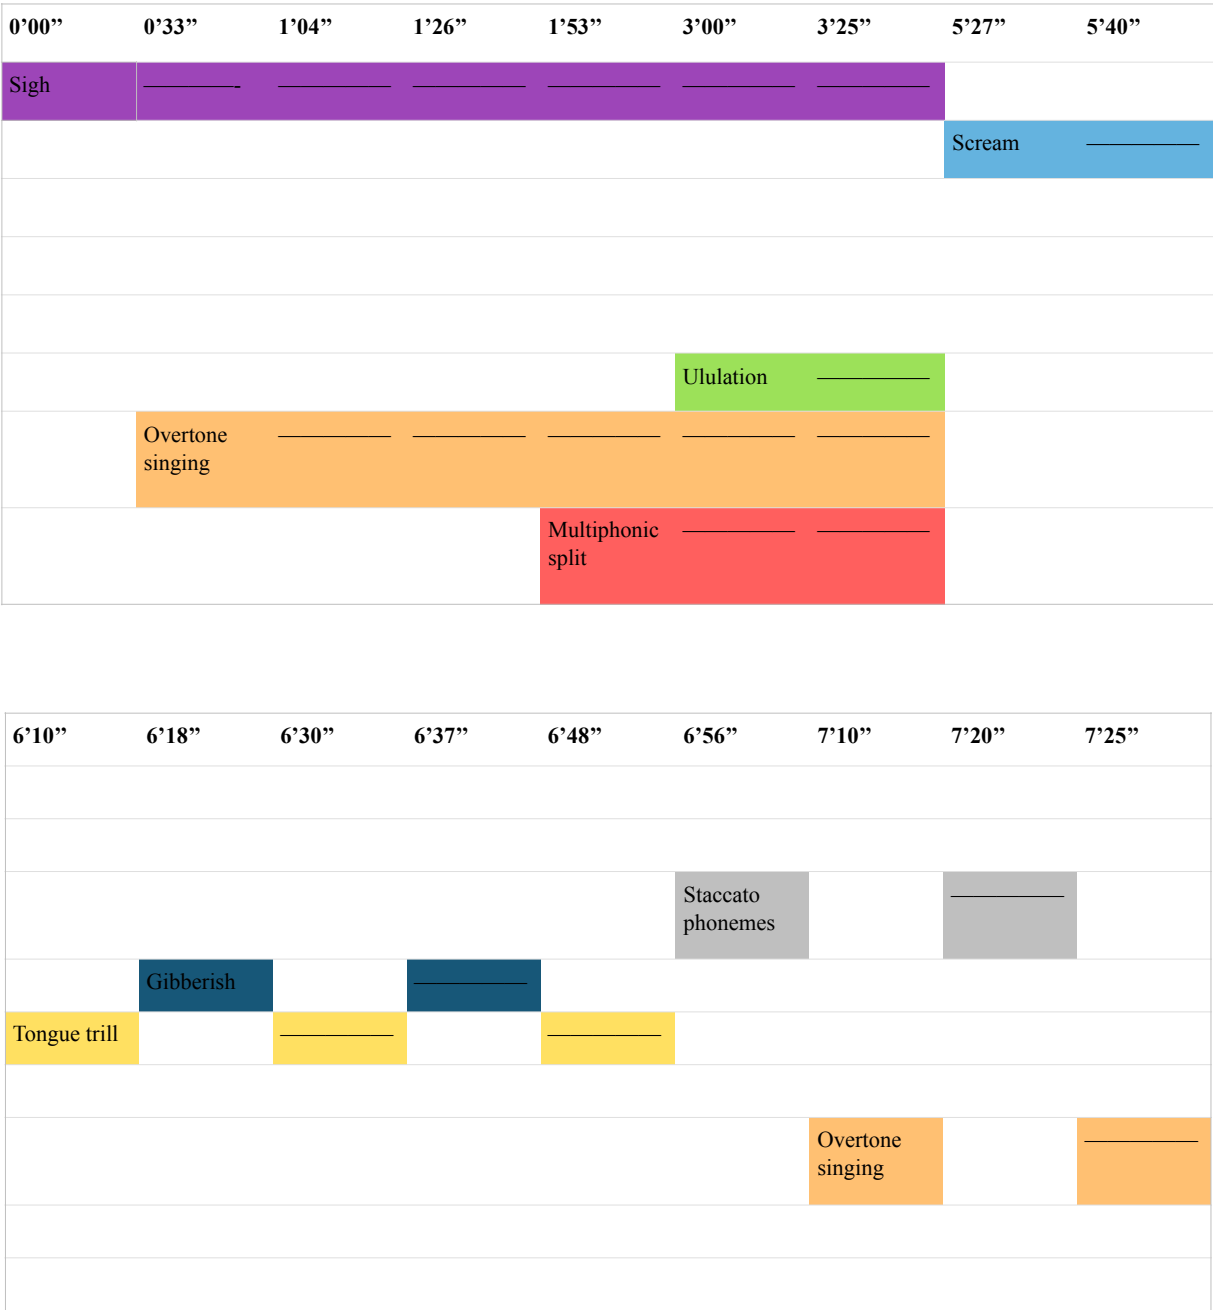 0’00” 0’33” 1’04” 1’26” 1’53” 3’00” 3’25” 5’27” 5’40”
Sigh ————- ————— ————— ————— ————— —————
Scream —————
Ululation —————
Overtone singing ————— ————— ————— ————— —————
Multiphonic split ————— —————
6’10” 6’18” 6’30” 6’37” 6’48” 6’56” 7’10” 7’20” 7’25”
Staccato phonemes —————
Gibberish —————
Tongue trill ————— —————
Overtone singing —————